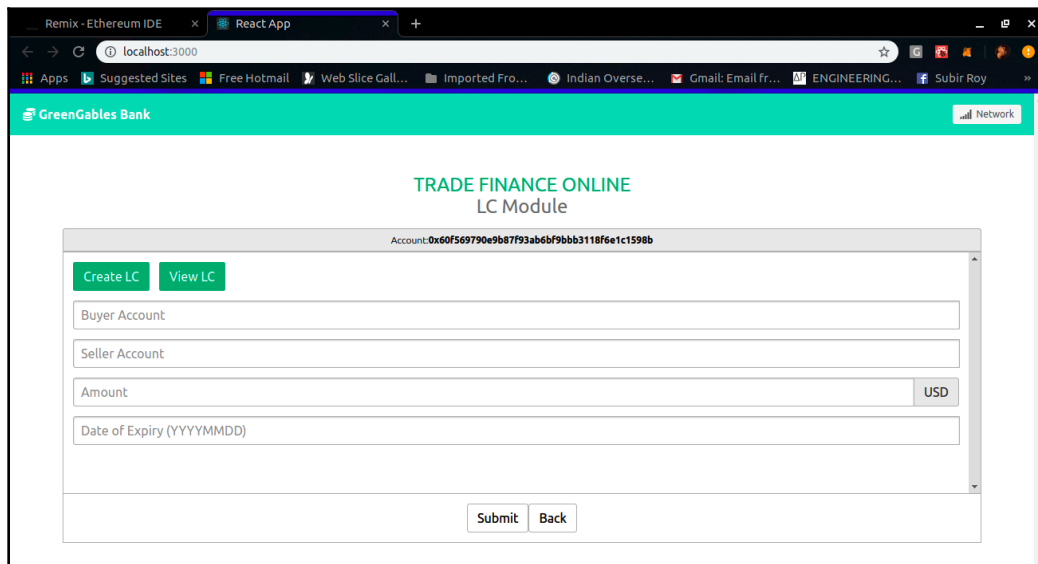 Remix - Ethereum IDE × React App × +
localhost:3000
Apps Suggested Sites Free Hotmail Web Slice Gall... Imported Fro... Indian Overse... Gmail: Email fr... ENGINEERING... Subir Roy »
GreenGables Bank Network
TRADE FINANCE ONLINE
LC Module
Account:0x60f569790e9b87f93ab6bf9bbb3118f6e1c1598b
Create LC View LC
Buyer Account
Seller Account
Amount USD
Date of Expiry (YYYYMMDD)
Submit Back